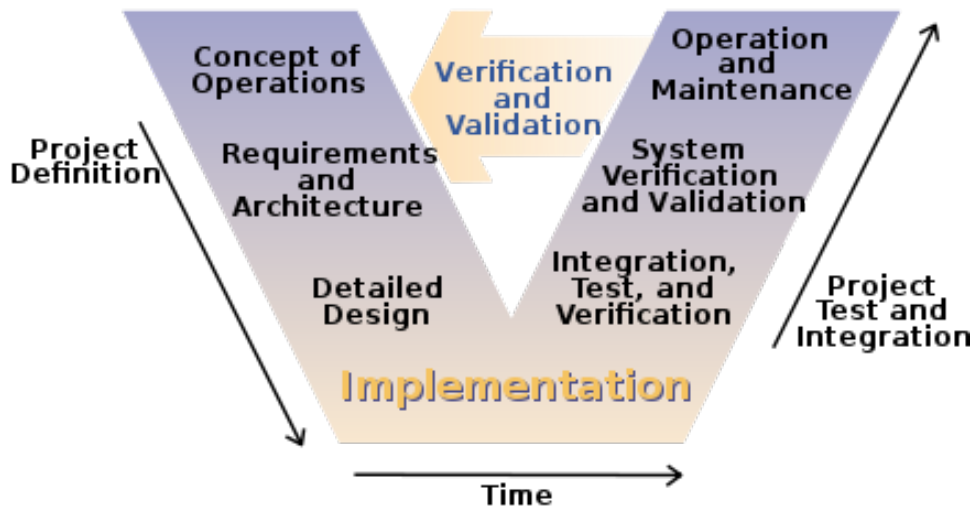 Concept of
Operations
Verification
and
Validation
Operation
and
Maintenance
Project
Definition
Requirements
and
Architecture
System
Verification
and Validation
Detailed
Design
Integration,
Test, and
Verification
Project
Test and
Integration
Implementation
Time